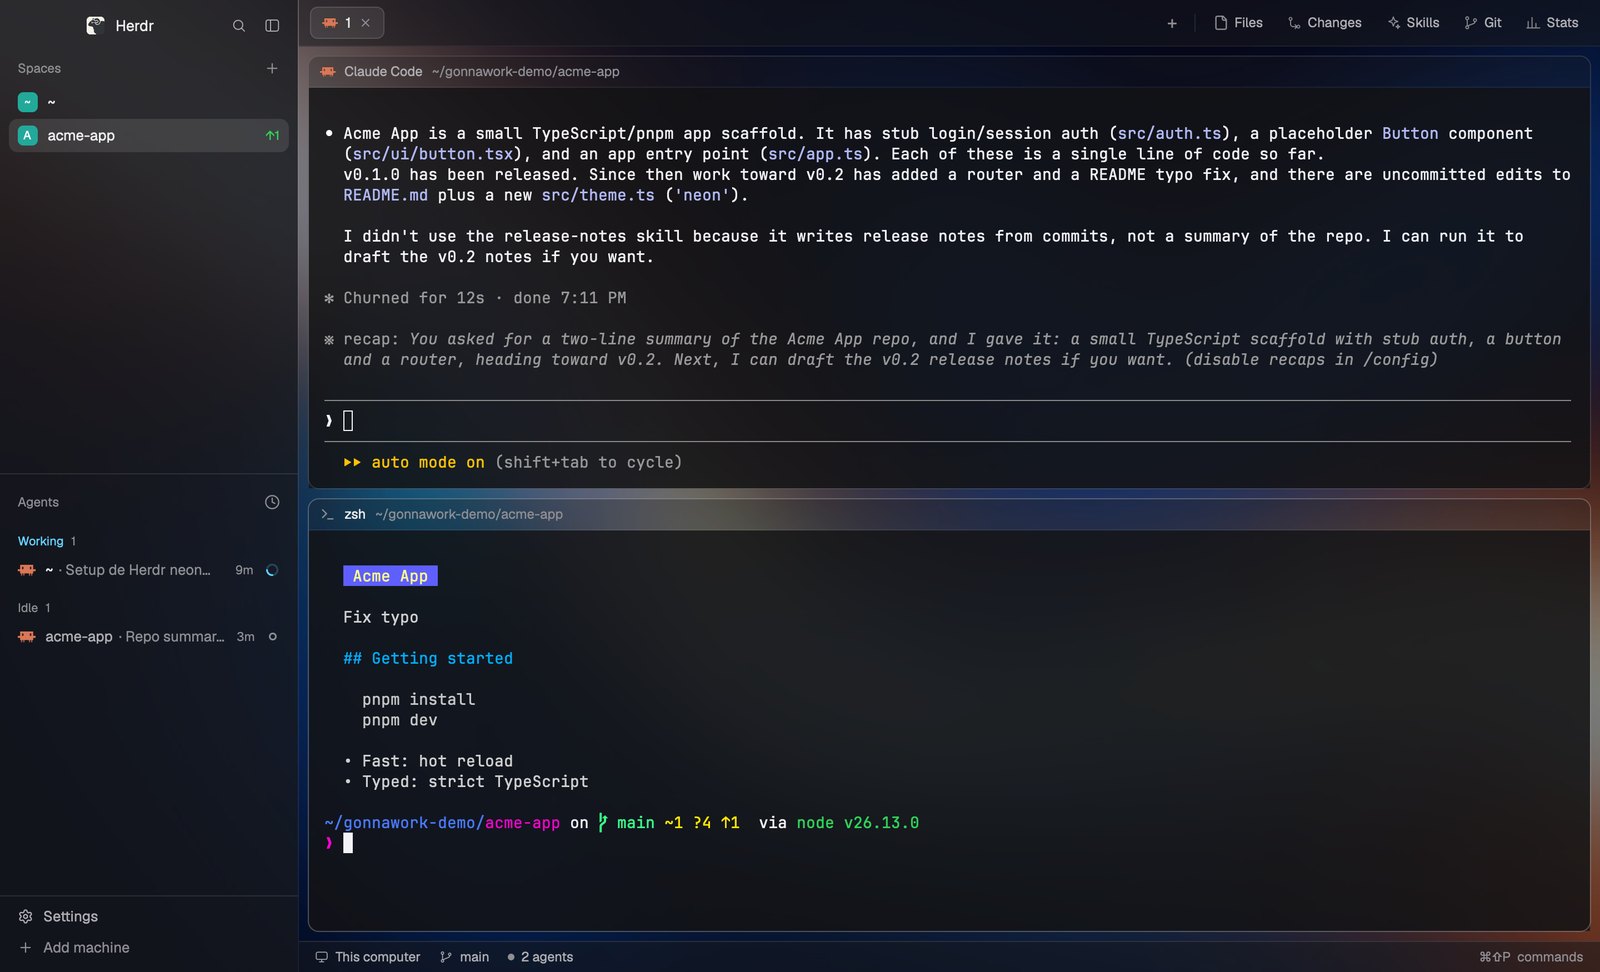 Herdr
Spaces
~ ~
A acme-app ↑1
Agents
Working 1
~ · Setup de Herdr neon... 9m
Idle 1
acme-app · Repo summar... 3m
Settings
+ Add machine
1 ×
+ Files Changes Skills Git Stats
Claude Code ~/gonnawork-demo/acme-app
• Acme App is a small TypeScript/pnpm app scaffold. It has stub login/session auth (src/auth.ts), a placeholder Button component
(src/ui/button.tsx), and an app entry point (src/app.ts). Each of these is a single line of code so far.
v0.1.0 has been released. Since then work toward v0.2 has added a router and a README typo fix, and there are uncommitted edits to
README.md plus a new src/theme.ts ('neon').
I didn't use the release-notes skill because it writes release notes from commits, not a summary of the repo. I can run it to
draft the v0.2 notes if you want.
✻ Churned for 12s · done 7:11 PM
※ recap: You asked for a two-line summary of the Acme App repo, and I gave it: a small TypeScript scaffold with stub auth, a button
and a router, heading toward v0.2. Next, I can draft the v0.2 release notes if you want. (disable recaps in /config)
❯
▸▸ auto mode on (shift+tab to cycle)
>_ zsh ~/gonnawork-demo/acme-app
Acme App
Fix typo
## Getting started
pnpm install
pnpm dev
• Fast: hot reload
• Typed: strict TypeScript
~/gonnawork-demo/acme-app on main ~1 ?4 ↑1 via node v26.13.0
❯
This computer main • 2 agents
⌘⇧P commands